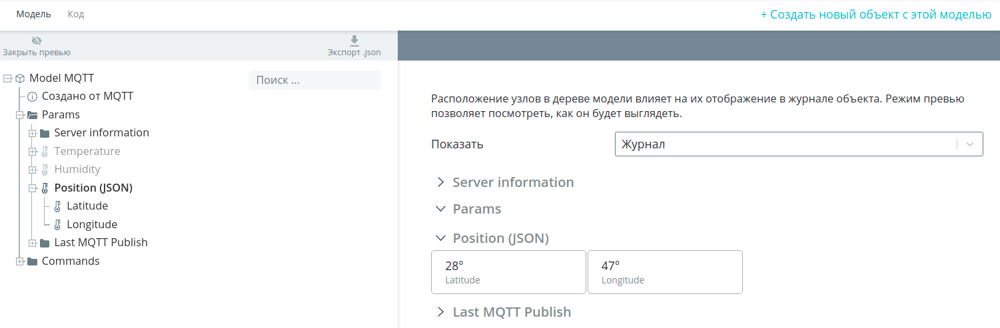 Модель
Код
+ Создать новый объект с этой моделью
Закрыть превью
Экспорт .json
Model MQTT
Поиск ...
Создано от MQTT
Params
Server information
Temperature
Humidity
Position (JSON)
Latitude
Longitude
Last MQTT Publish
Commands
Расположение узлов в дереве модели влияет на их отображение в журнале объекта. Режим превью
позволяет посмотреть, как он будет выглядеть.
Показать
Журнал
Server information
Params
Position (JSON)
28°
Latitude
47°
Longitude
Last MQTT Publish